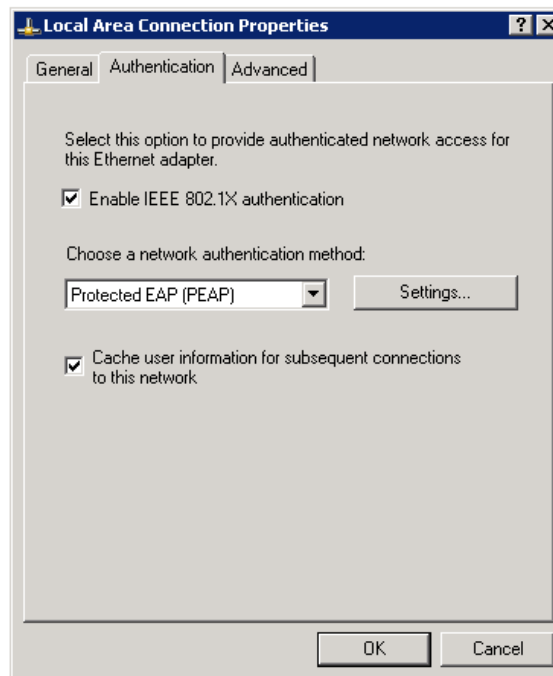 Local Area Connection Properties
General Authentication Advanced
Select this option to provide authenticated network access for
this Ethernet adapter.
Enable IEEE 802.1X authentication
Choose a network authentication method:
Protected EAP (PEAP) Settings...
Cache user information for subsequent connections
to this network
OK Cancel